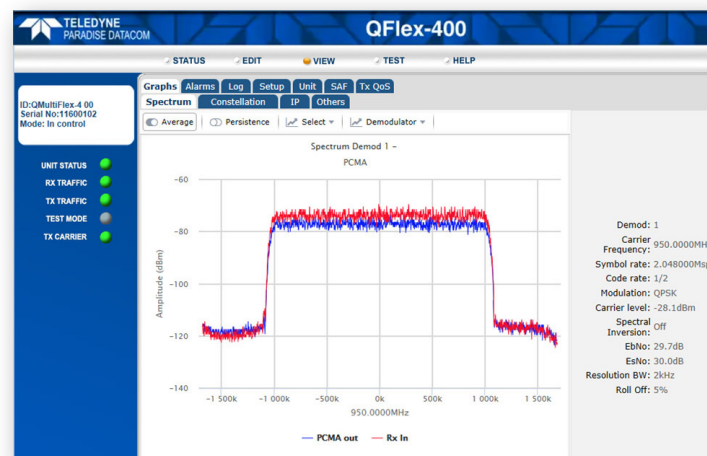 TELEDYNE
PARADISE DATACOM
QFlex-400
STATUS EDIT VIEW TEST HELP
ID:QMultiFlex-4 00
Serial No:11600102
Mode: In control
UNIT STATUS
RX TRAFFIC
TX TRAFFIC
TEST MODE
TX CARRIER
Graphs Alarms Log Setup Unit SAF Tx QoS
Spectrum Constellation IP Others
Average Persistence Select Demodulator
Spectrum Demod 1 -
PCMA
Amplitude (dBm)
-60
-80
-100
-120
-140
-1 500k -1 000k -500k 0k 500k 1 000k 1 500k
950.0000MHz
PCMA out Rx In
Demod: 1
Carrier Frequency: 950.0000MH
Symbol rate: 2.048000Msp
Code rate: 1/2
Modulation: QPSK
Carrier level: -28.1dBm
Spectral Inversion: Off
EbNo: 29.7dB
EsNo: 30.0dB
Resolution BW: 2kHz
Roll Off: 5%